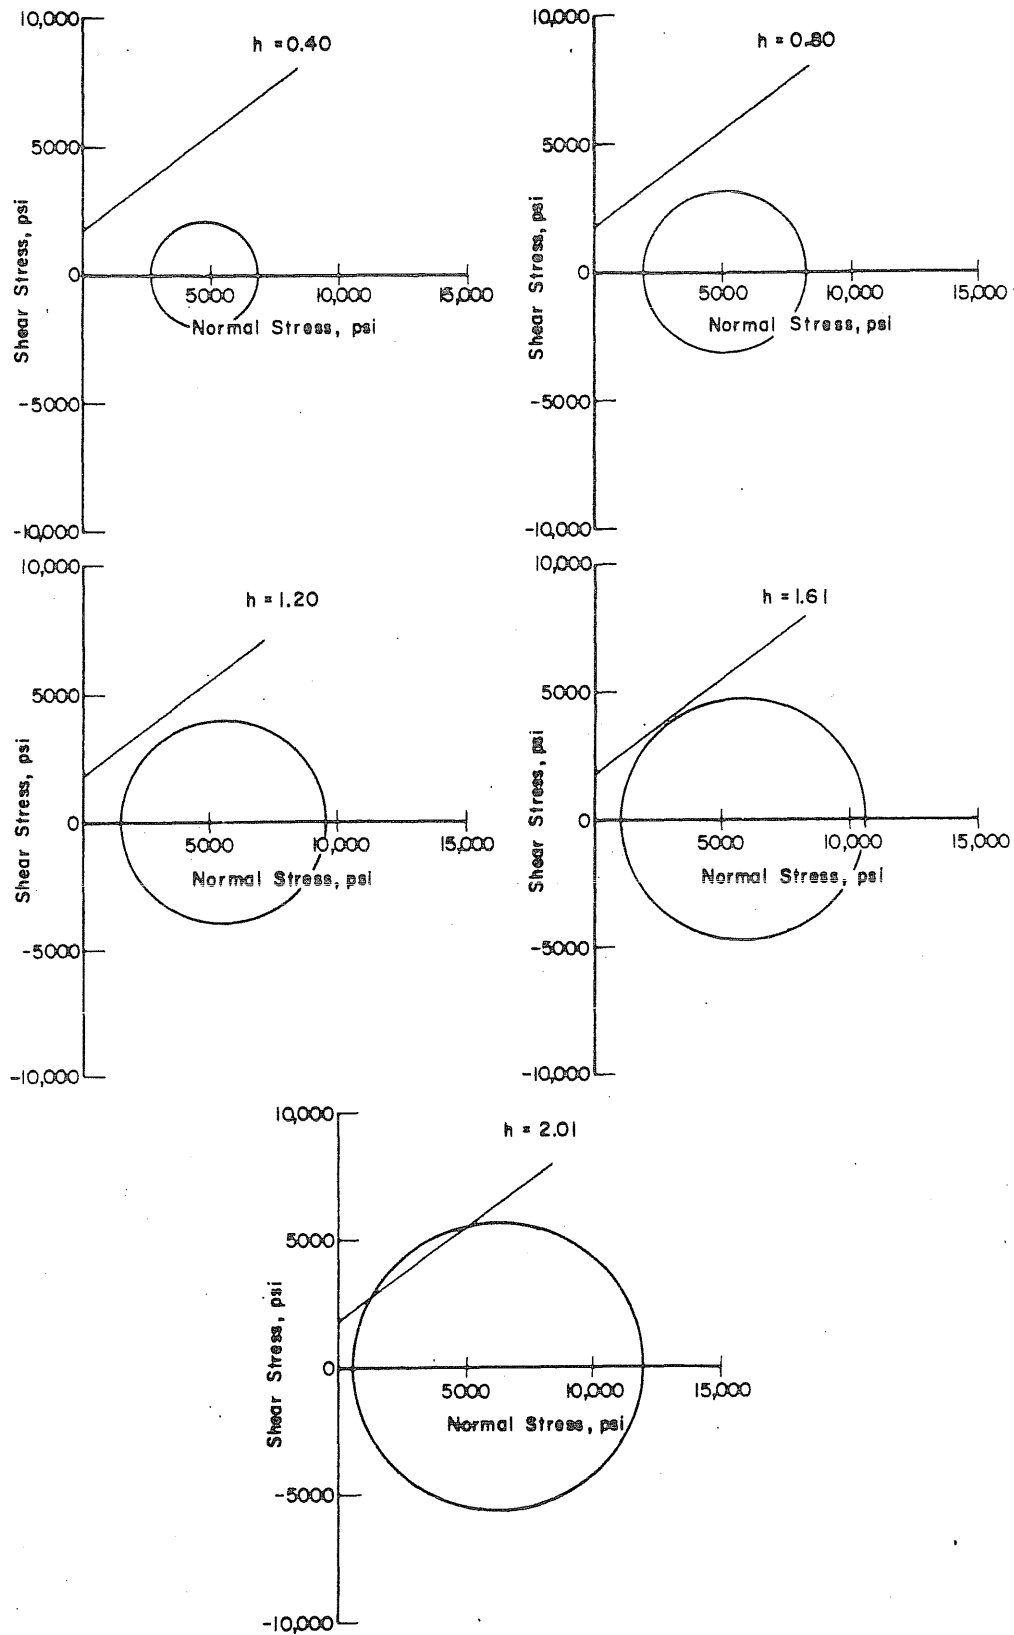 10,000
h = 0.40
5000
0
5000
10,000
15,000
Normal Stress, psi
Shear Stress, psi
-5000
-10,000
10,000
h = 0.80
5000
0
5000
10,000
15,000
Normal Stress, psi
Shear Stress, psi
-5000
-10,000
10,000
h = 1.20
5000
0
5000
10,000
15,000
Normal Stress, psi
Shear Stress, psi
-5000
-10,000
10,000
h = 1.61
5000
0
5000
10,000
15,000
Normal Stress, psi
Shear Stress, psi
-5000
-10,000
10,000
h = 2.01
5000
0
5000
10,000
15,000
Normal Stress, psi
Shear Stress, psi
-5000
-10,000